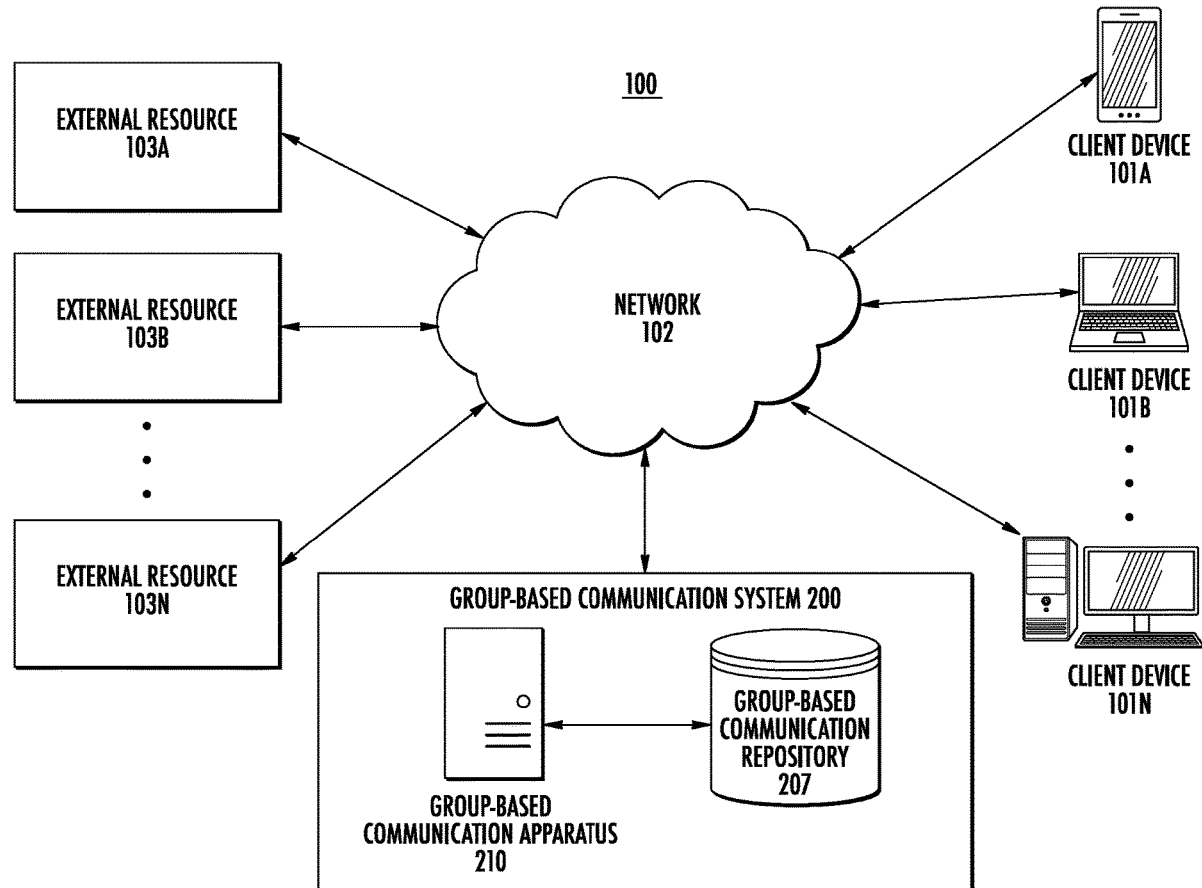 100
EXTERNAL RESOURCE
103A
EXTERNAL RESOURCE
103B
EXTERNAL RESOURCE
103N
NETWORK
102
CLIENT DEVICE
101A
CLIENT DEVICE
101B
CLIENT DEVICE
101N
GROUP-BASED COMMUNICATION SYSTEM 200
GROUP-BASED
COMMUNICATION APPARATUS
210
GROUP-BASED
COMMUNICATION
REPOSITORY
207